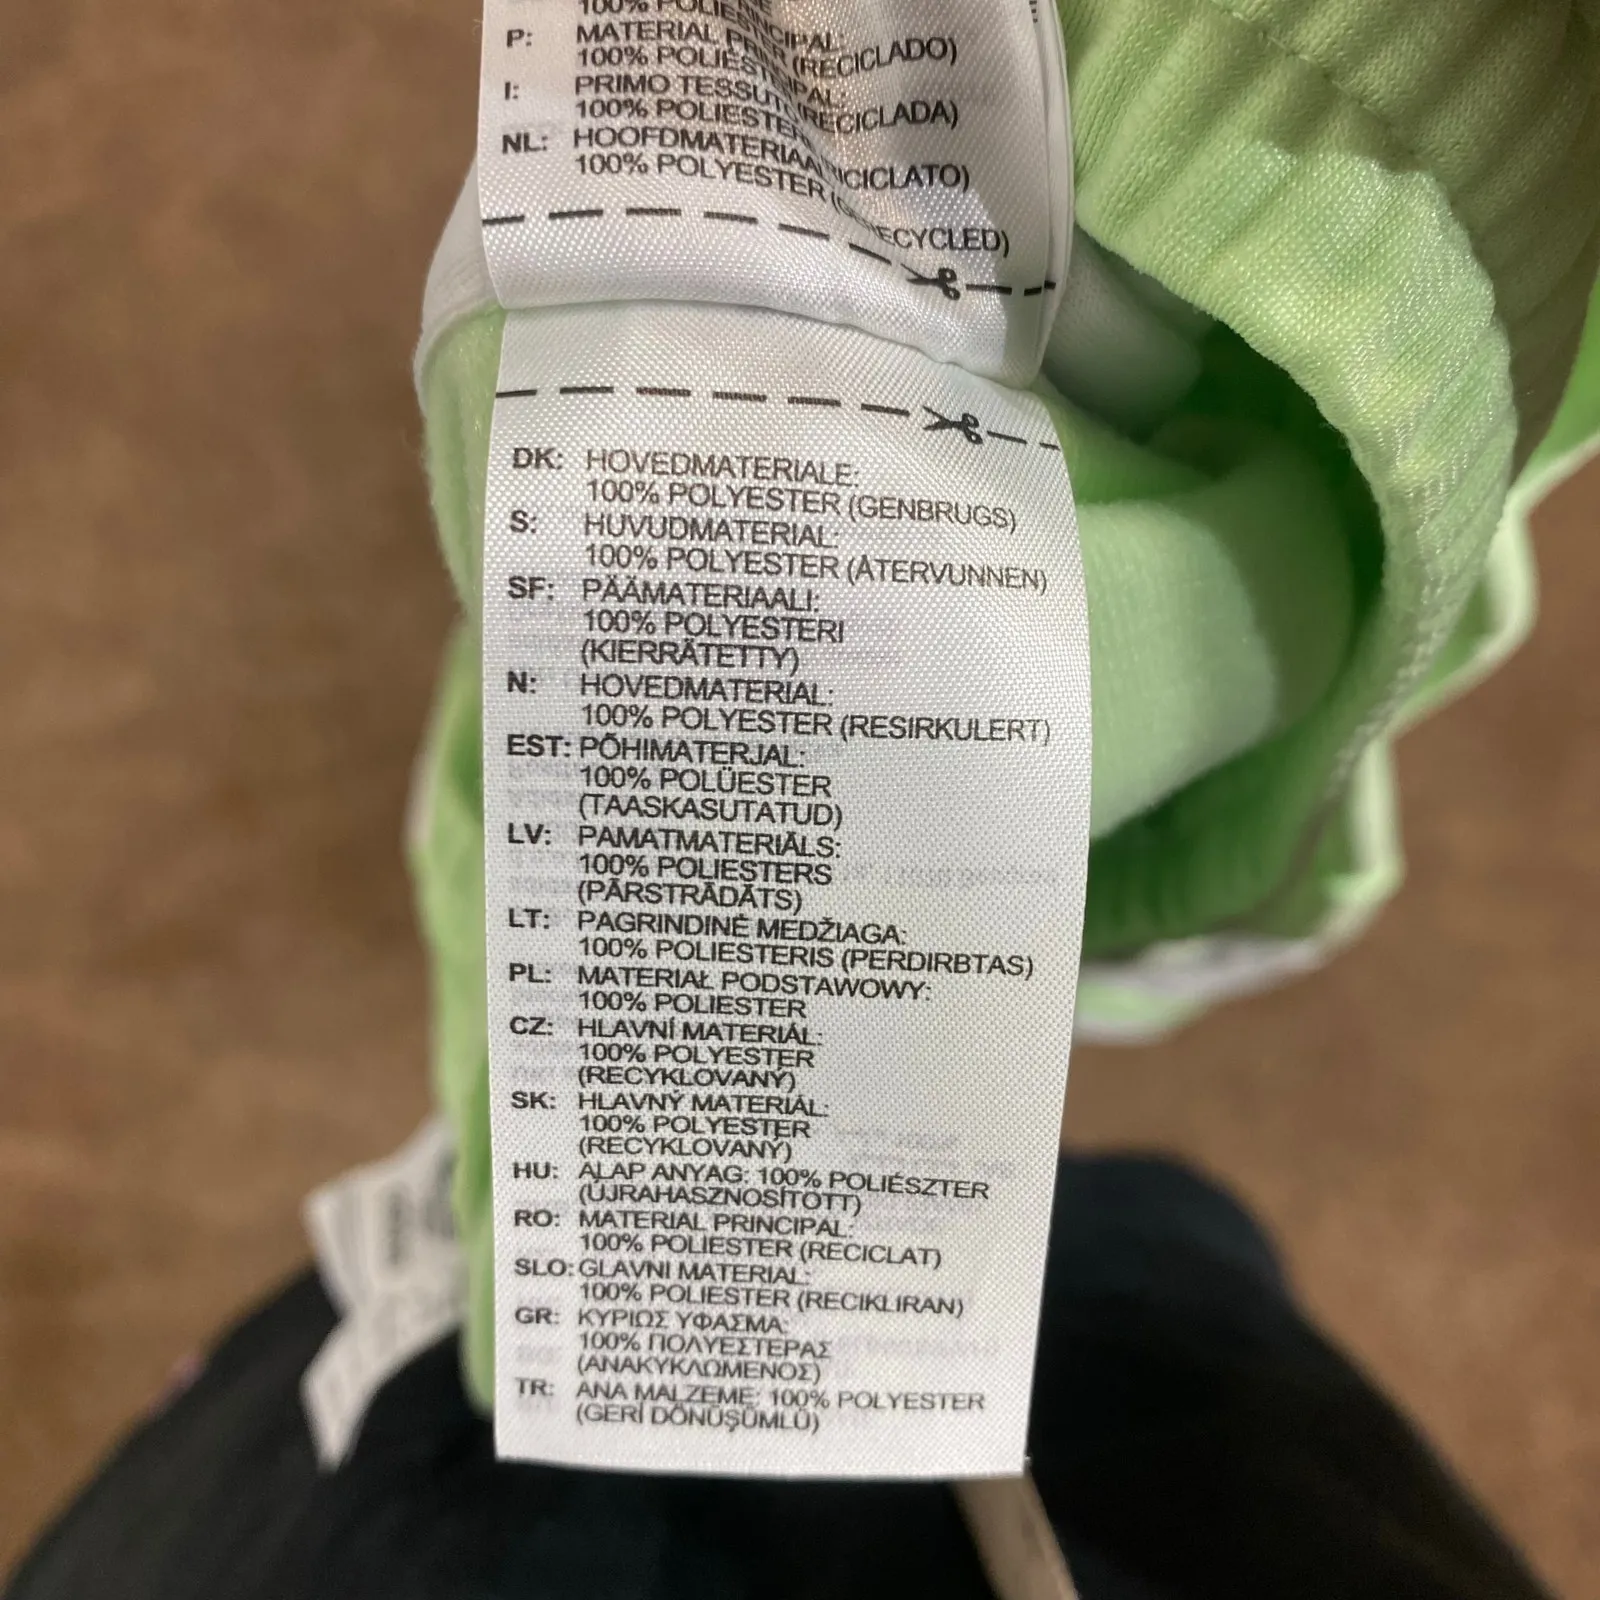 P: MATERIAL
100% POLIÉSTER (RECICLADO)
I: PRIMO TESSUTO
100% POLIESTERE
NL: HOOFDMATERIAAL
100% POLYESTER
DK: HOVEDMATERIALE:
100% POLYESTER (GENBRUGS)
S: HUVUDMATERIAL:
100% POLYESTER (ÅTERVUNNEN)
SF: PÄÄMATERIAALI:
100% POLYESTERI
(KIERRÄTETTY)
N: HOVEDMATERIAL:
100% POLYESTER (RESIRKULERT)
EST: PÕHIMATERJAL:
100% POLÜESTER
(TAASKASUTATUD)
LV: PAMATMATERIĀLS:
100% POLIESTERS
(PĀRSTRĀDĀTS)
LT: PAGRINDINĖ MEDŽIAGA:
100% POLIESTERIS (PERDIRBTAS)
PL: MATERIAŁ PODSTAWOWY:
100% POLIESTER
CZ: HLAVNÍ MATERIÁL:
100% POLYESTER
(RECYKLOVANÝ)
SK: HLAVNÝ MATERIÁL:
100% POLYESTER
(RECYKLOVANÝ)
HU: ALAP ANYAG: 100% POLIÉSZTER
(ÚJRAHASZNOSÍTOTT)
RO: MATERIAL PRINCIPAL:
100% POLIESTER (RECICLAT)
SLO: GLAVNI MATERIAL:
100% POLIESTER (RECIKLIRAN)
GR: ΚΥΡΙΩΣ ΥΦΑΣΜΑ:
100% ΠΟΛΥΕΣΤΕΡΑΣ
(ΑΝΑΚΥΚΛΩΜΕΝΟΣ)
TR: ANA MALZEME: 100% POLYESTER
(GERİ DÖNÜŞÜMLÜ)